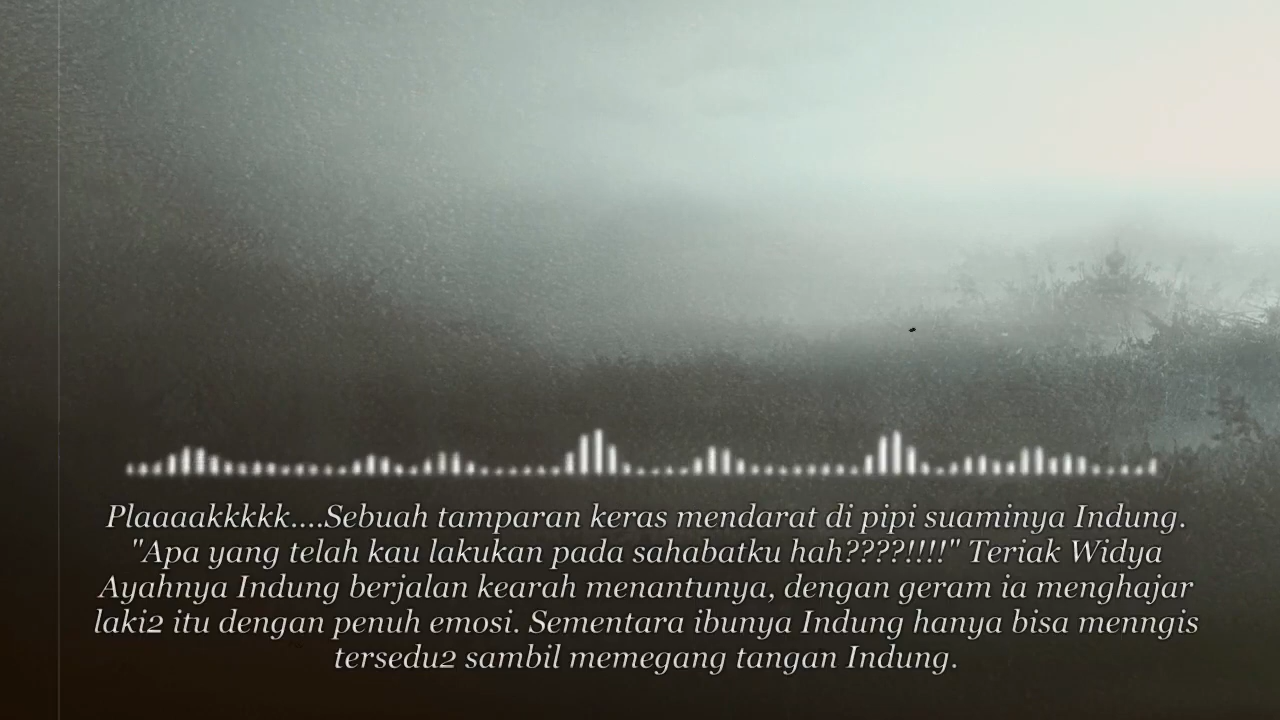 Plaaaakkkkk....Sebuah tamparan keras mendarat di pipi suaminya Indung.
"Apa yang telah kau lakukan pada sahabatku hah????!!!!" Teriak Widya
Ayahnya Indung berjalan kearah menantunya, dengan geram ia menghajar
laki2 itu dengan penuh emosi. Sementara ibunya Indung hanya bisa menngis
tersedu2 sambil memegang tangan Indung.